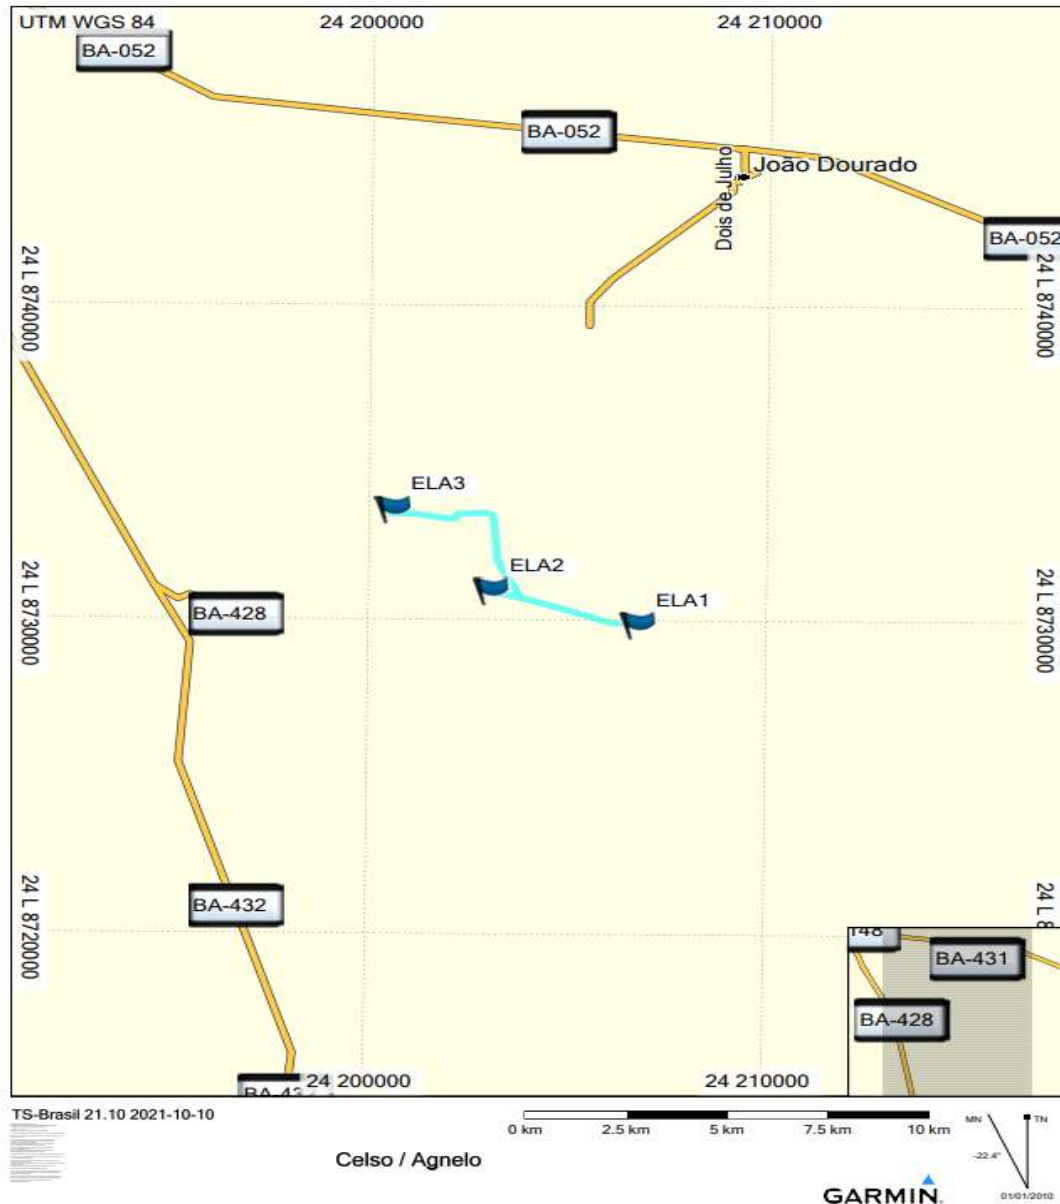 UTM WGS 84
24 200000
24 210000
BA-052
BA-052
João Dourado
Dois de Julho
BA-052
24 L 8740000
24 L 8740000
ELA3
ELA2
ELA1
BA-428
24 L 8730000
24 L 8730000
BA-432
24 L 8720000
24 L 8
148
BA-431
BA-428
24 200000
24 210000
TS-Brasil 21.10 2021-10-10
0 km 2.5 km 5 km 7.5 km 10 km
MN TN
-22.4°
01/01/2010
Celso / Agnelo
GARMIN